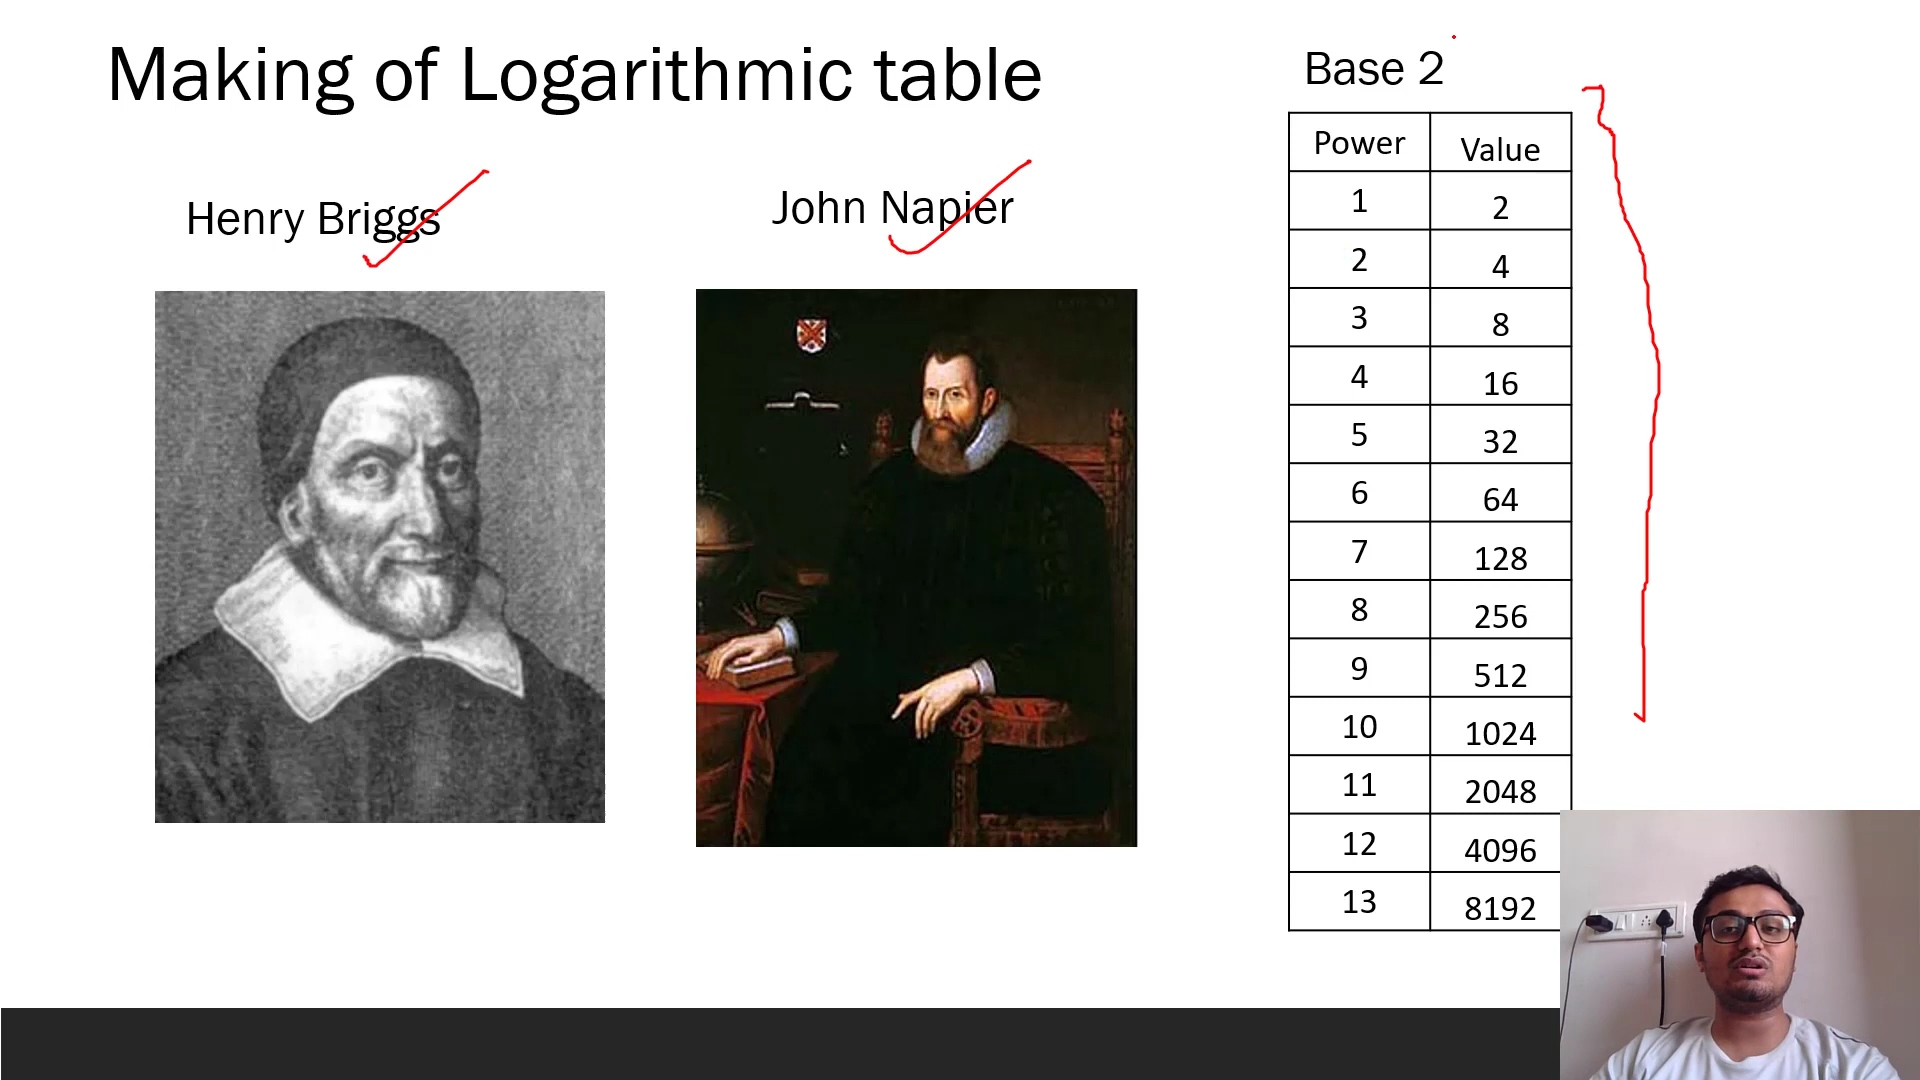 Making of Logarithmic table
Henry Briggs
John Napier
Base 2
Power Value
1 2
2 4
3 8
4 16
5 32
6 64
7 128
8 256
9 512
10 1024
11 2048
12 4096
13 8192